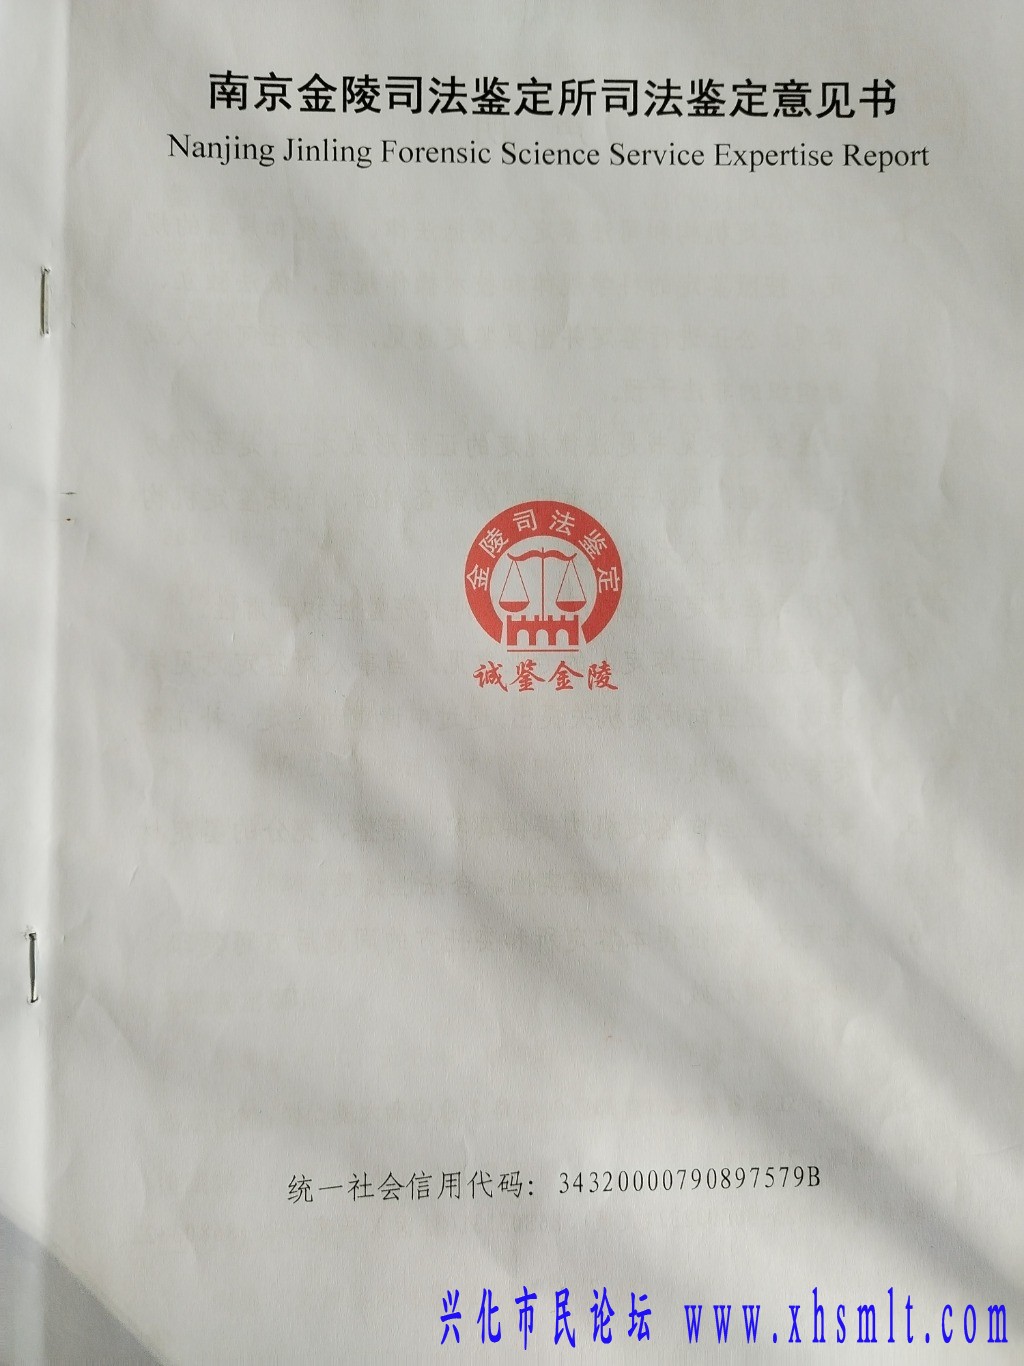 南京金陵司法鉴定所司法鉴定意见书
Nanjing Jinling Forensic Science Service Expertise Report
金陵司法鉴定
诚鉴金陵
统一社会信用代码：34320000790897579B
兴化市民论坛 www.xhsmlt.com